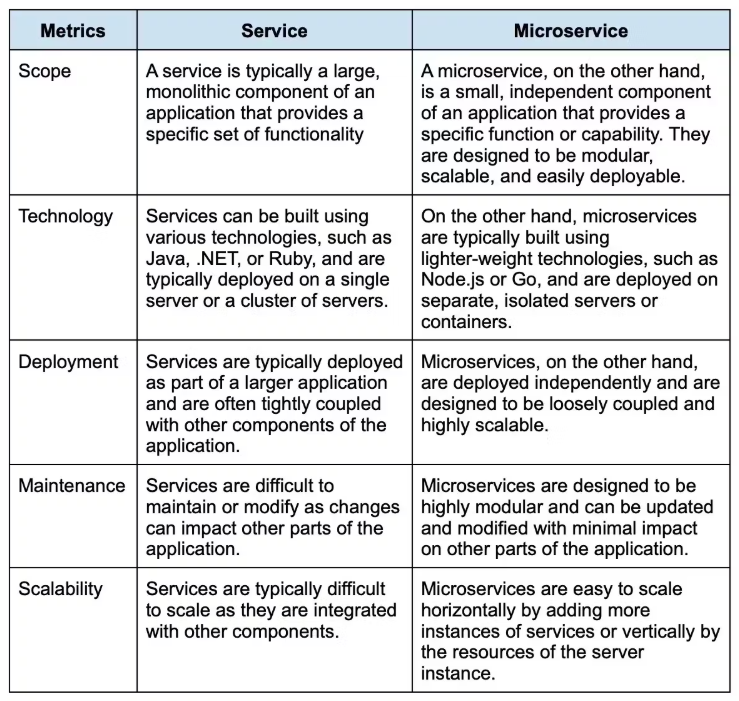 Metrics
Service
Microservice
Scope
A service is typically a large,
monolithic component of an
application that provides a
specific set of functionality
A microservice, on the other hand,
is a small, independent component
of an application that provides a
specific function or capability. They
are designed to be modular,
scalable, and easily deployable.
Technology
Services can be built using
various technologies, such as
Java, .NET, or Ruby, and are
typically deployed on a single
server or a cluster of servers.
On the other hand, microservices
are typically built using
lighter-weight technologies, such as
Node.js or Go, and are deployed on
separate, isolated servers or
containers.
Deployment
Services are typically deployed
as part of a larger application
and are often tightly coupled
with other components of the
application.
Microservices, on the other hand,
are deployed independently and are
designed to be loosely coupled and
highly scalable.
Maintenance
Services are difficult to
maintain or modify as changes
can impact other parts of the
application.
Microservices are designed to be
highly modular and can be updated
and modified with minimal impact
on other parts of the application.
Scalability
Services are typically difficult
to scale as they are integrated
with other components.
Microservices are easy to scale
horizontally by adding more
instances of services or vertically by
the resources of the server
instance.